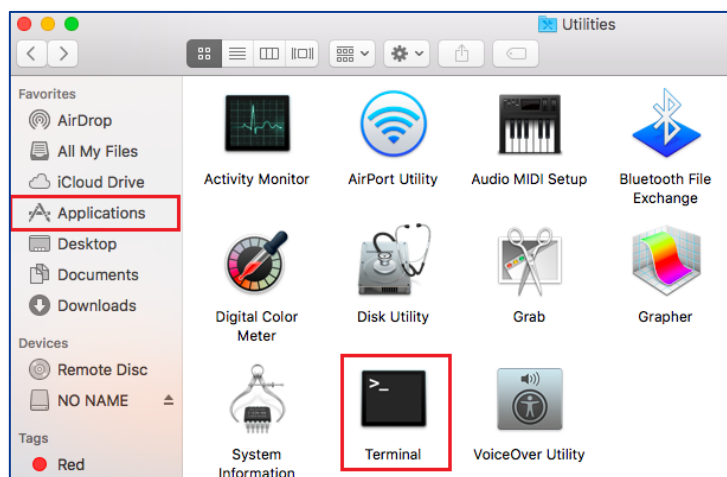 Utilities
Favorites
AirDrop
All My Files
iCloud Drive
Applications
Desktop
Documents
Downloads
Devices
Remote Disc
NO NAME
Tags
Red
Activity Monitor
AirPort Utility
Audio MIDI Setup
Bluetooth File
Exchange
Digital Color
Meter
Disk Utility
Grab
Grapher
>_
System
Information
Terminal
VoiceOver Utility